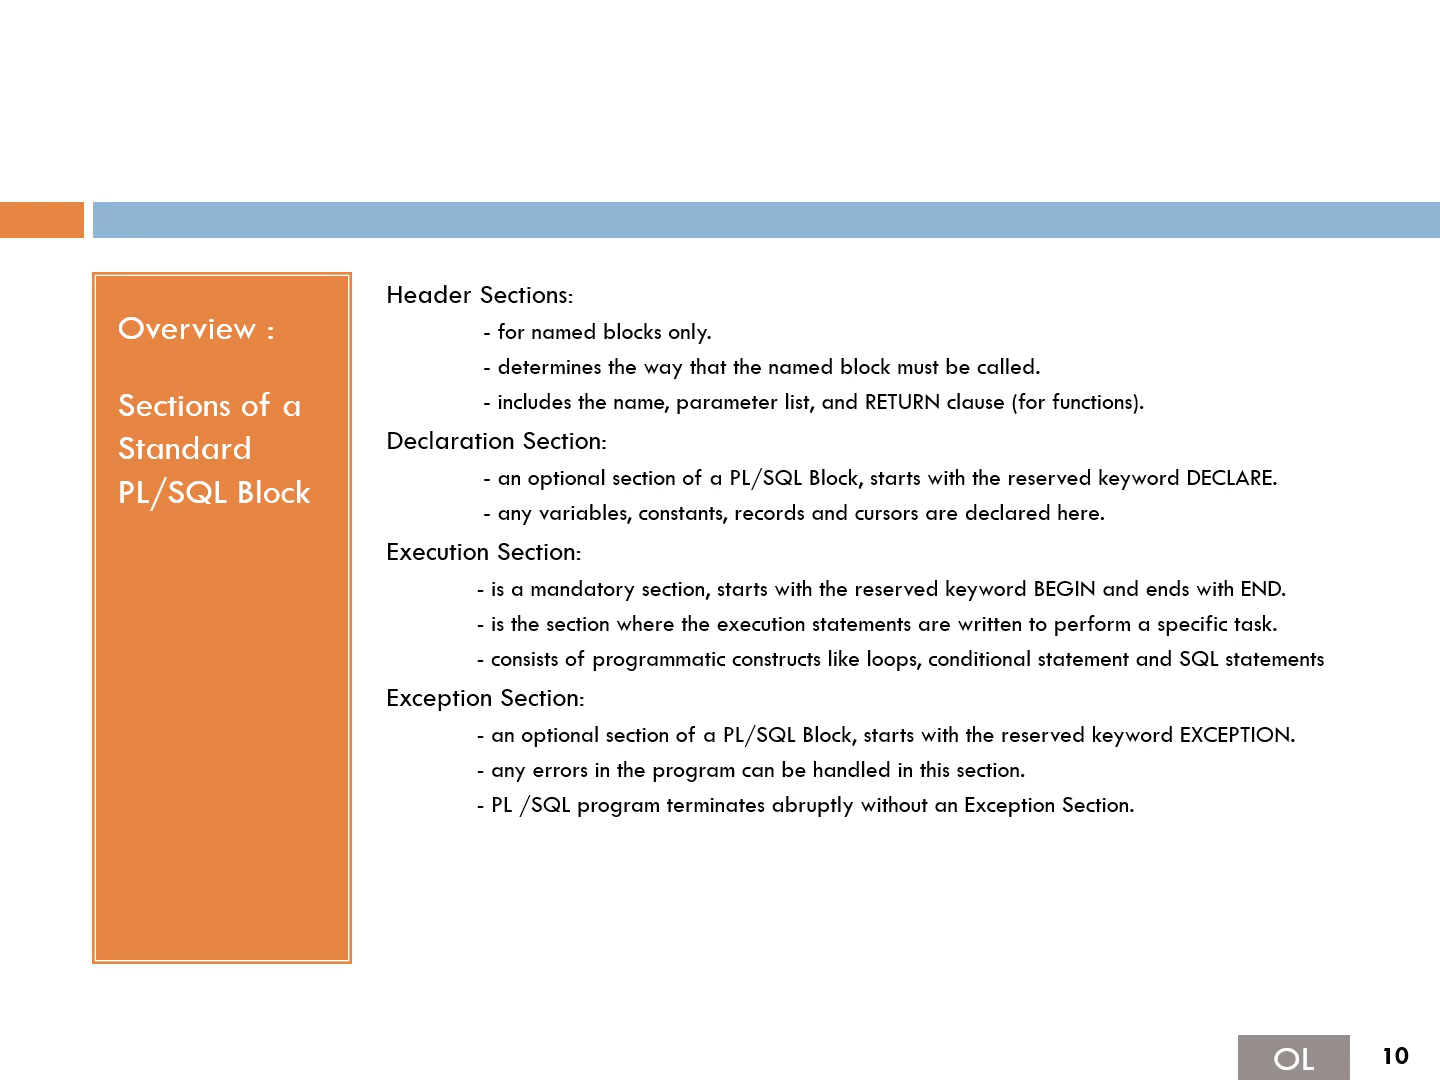 Overview :
Sections of a
Standard
PL/SQL Block
Header Sections:
- for named blocks only.
- determines the way that the named block must be called.
- includes the name, parameter list, and RETURN clause (for functions).
Declaration Section:
- an optional section of a PL/SQL Block, starts with the reserved keyword DECLARE.
- any variables, constants, records and cursors are declared here.
Execution Section:
- is a mandatory section, starts with the reserved keyword BEGIN and ends with END.
- is the section where the execution statements are written to perform a specific task.
- consists of programmatic constructs like loops, conditional statement and SQL statements
Exception Section:
- an optional section of a PL/SQL Block, starts with the reserved keyword EXCEPTION.
- any errors in the program can be handled in this section.
- PL /SQL program terminates abruptly without an Exception Section.
OL
10